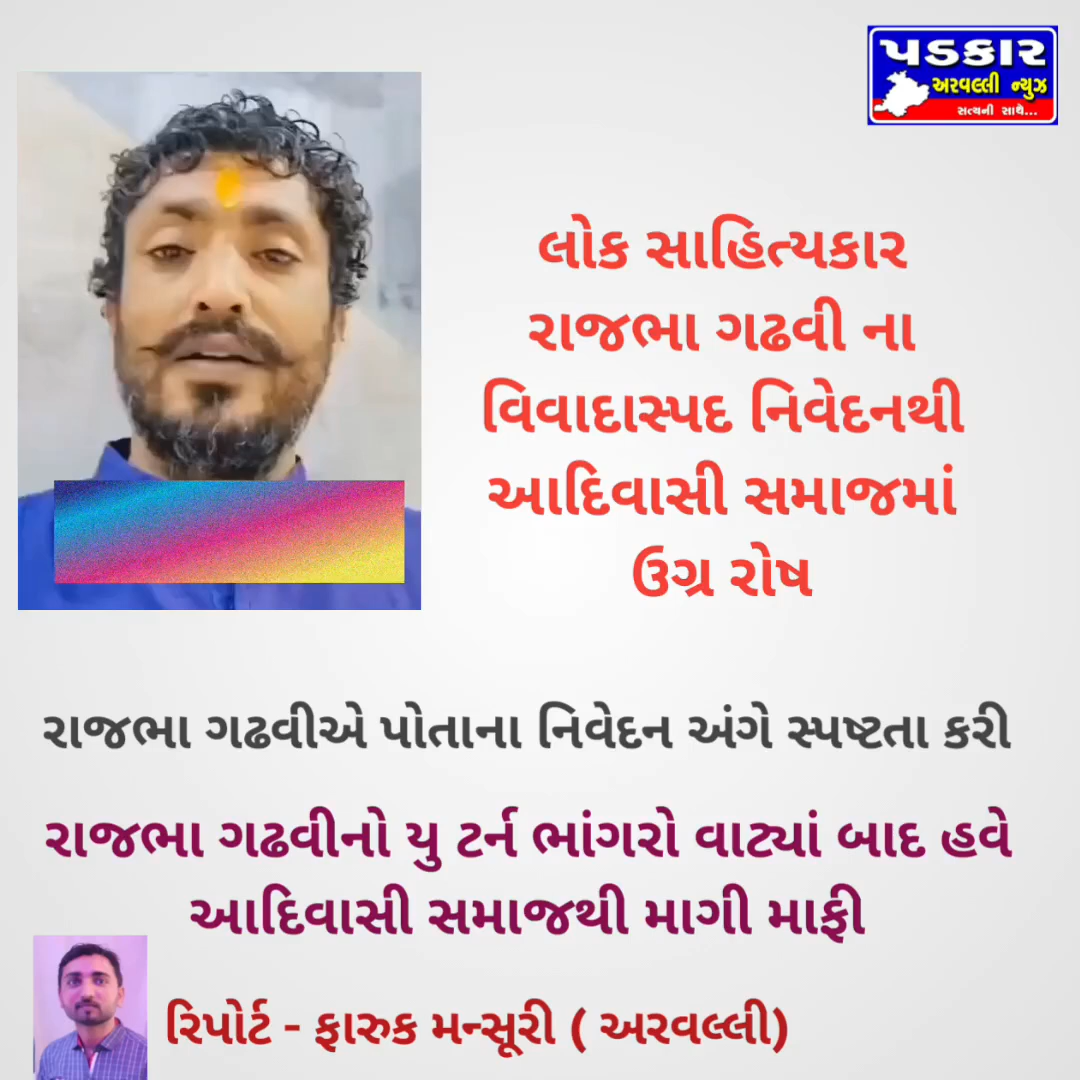 પડકાર
અરવલ્લી ન્યુઝ
સત્યની સાથે...
લોક સાહિત્યકાર
રાજભા ગઢવી ના
વિવાદાસ્પદ નિવેદનથી
આદિવાસી સમાજમાં
ઉગ્ર રોષ
રાજભા ગઢવીએ પોતાના નિવેદન અંગે સ્પષ્ટતા કરી
રાજભા ગઢવીનો યુ ટર્ન ભાંગરો વાટ્યાં બાદ હવે
આદિવાસી સમાજથી માગી માફી
રિપોર્ટ - ફારુક મન્સૂરી ( અરવલ્લી)